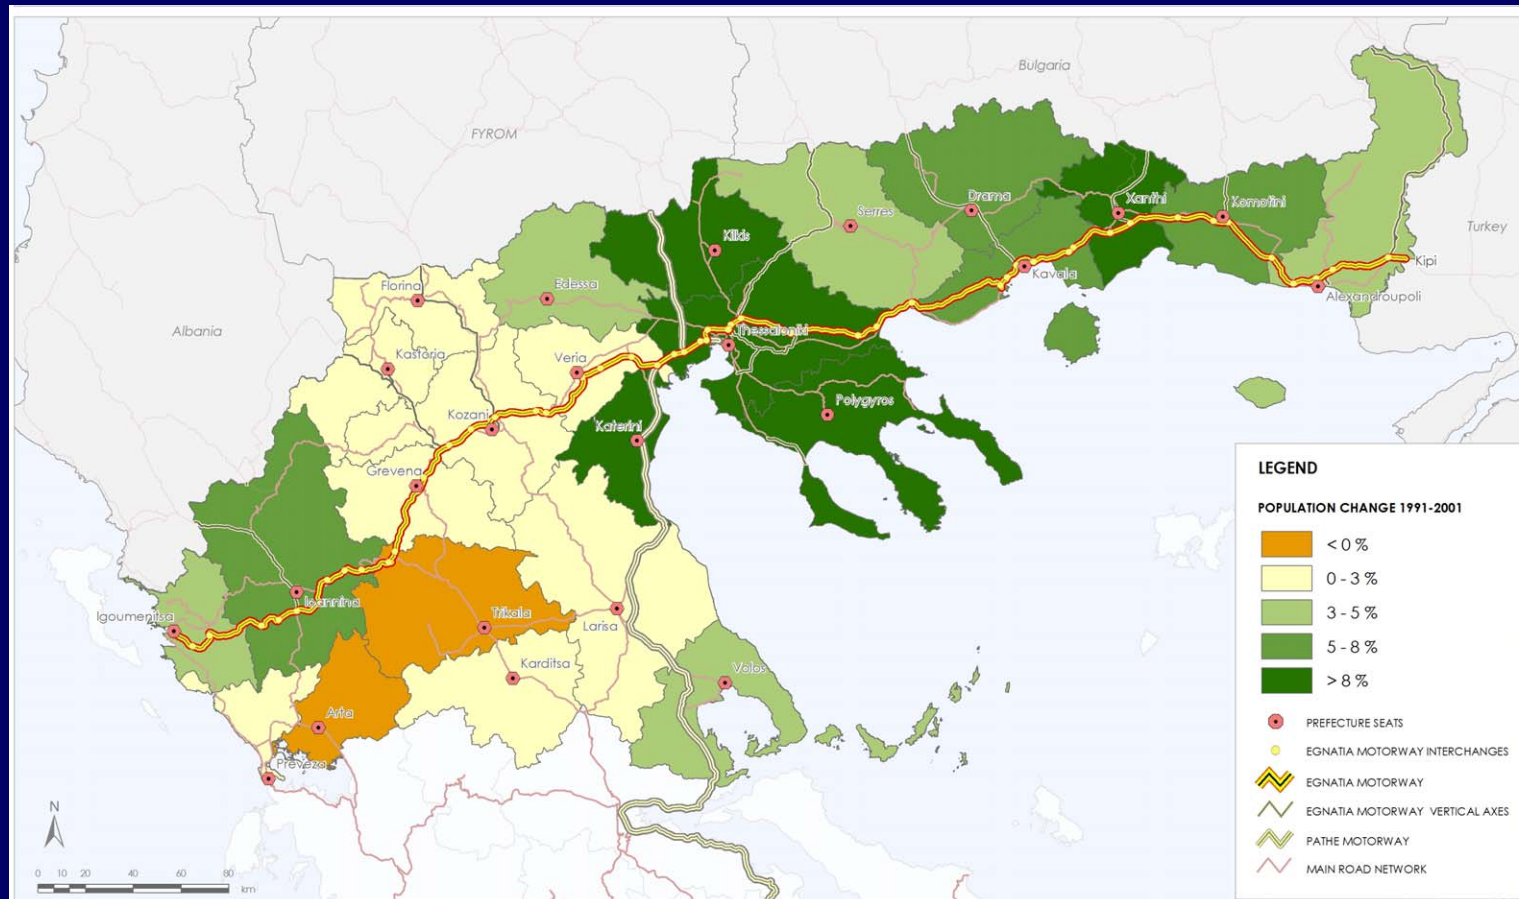 Bulgaria
FYROM
Drama
Xanthi
Komotini
Serres
Turkey
Kilkis
Kipi
Kavala
Edessa
Alexandroupoli
Florina
Albania
Thessaloniki
Kastoria
Veria
Polygyros
Kozani
Katerini
Grevena
Ioannina
Igoumenitsa
Trikala
Larisa
Karditsa
Volos
Arta
Preveza
N
0 10 20 40 60 80
km
LEGEND
POPULATION CHANGE 1991-2001
< 0 %
0 - 3 %
3 - 5 %
5 - 8 %
> 8 %
PREFECTURE SEATS
EGNATIA MOTORWAY INTERCHANGES
EGNATIA MOTORWAY
EGNATIA MOTORWAY VERTICAL AXES
PATHE MOTORWAY
MAIN ROAD NETWORK